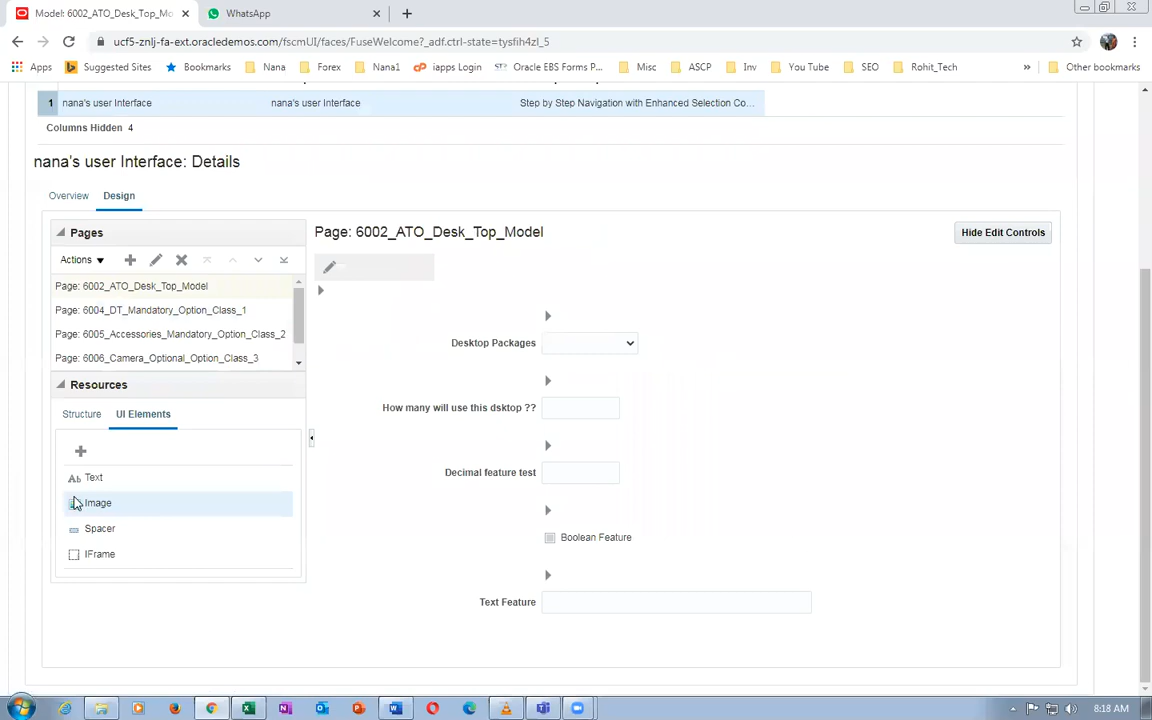 Model: 6002_ATO_Desk_Top_Mo
WhatsApp
ucf5-znlj-fa-ext.oracledemos.com/fscmUI/faces/FuseWelcome?_adf.ctrl-state=tysfih4zl_5
Apps Suggested Sites Bookmarks Nana Forex Nana1 iapps Login Oracle EBS Forms P... Misc ASCP Inv You Tube SEO Rohit_Tech » Other bookmarks
1 nana's user Interface nana's user Interface Step by Step Navigation with Enhanced Selection Co...
Columns Hidden 4
nana's user Interface: Details
Overview Design
Pages
Page: 6002_ATO_Desk_Top_Model
Hide Edit Controls
Actions
Page: 6002_ATO_Desk_Top_Model
Page: 6004_DT_Mandatory_Option_Class_1
Page: 6005_Accessories_Mandatory_Option_Class_2
Page: 6006_Camera_Optional_Option_Class_3
Desktop Packages
Resources
Structure UI Elements
How many will use this dsktop ??
Text
Decimal feature test
Image
Spacer
Boolean Feature
IFrame
Text Feature
8:18 AM